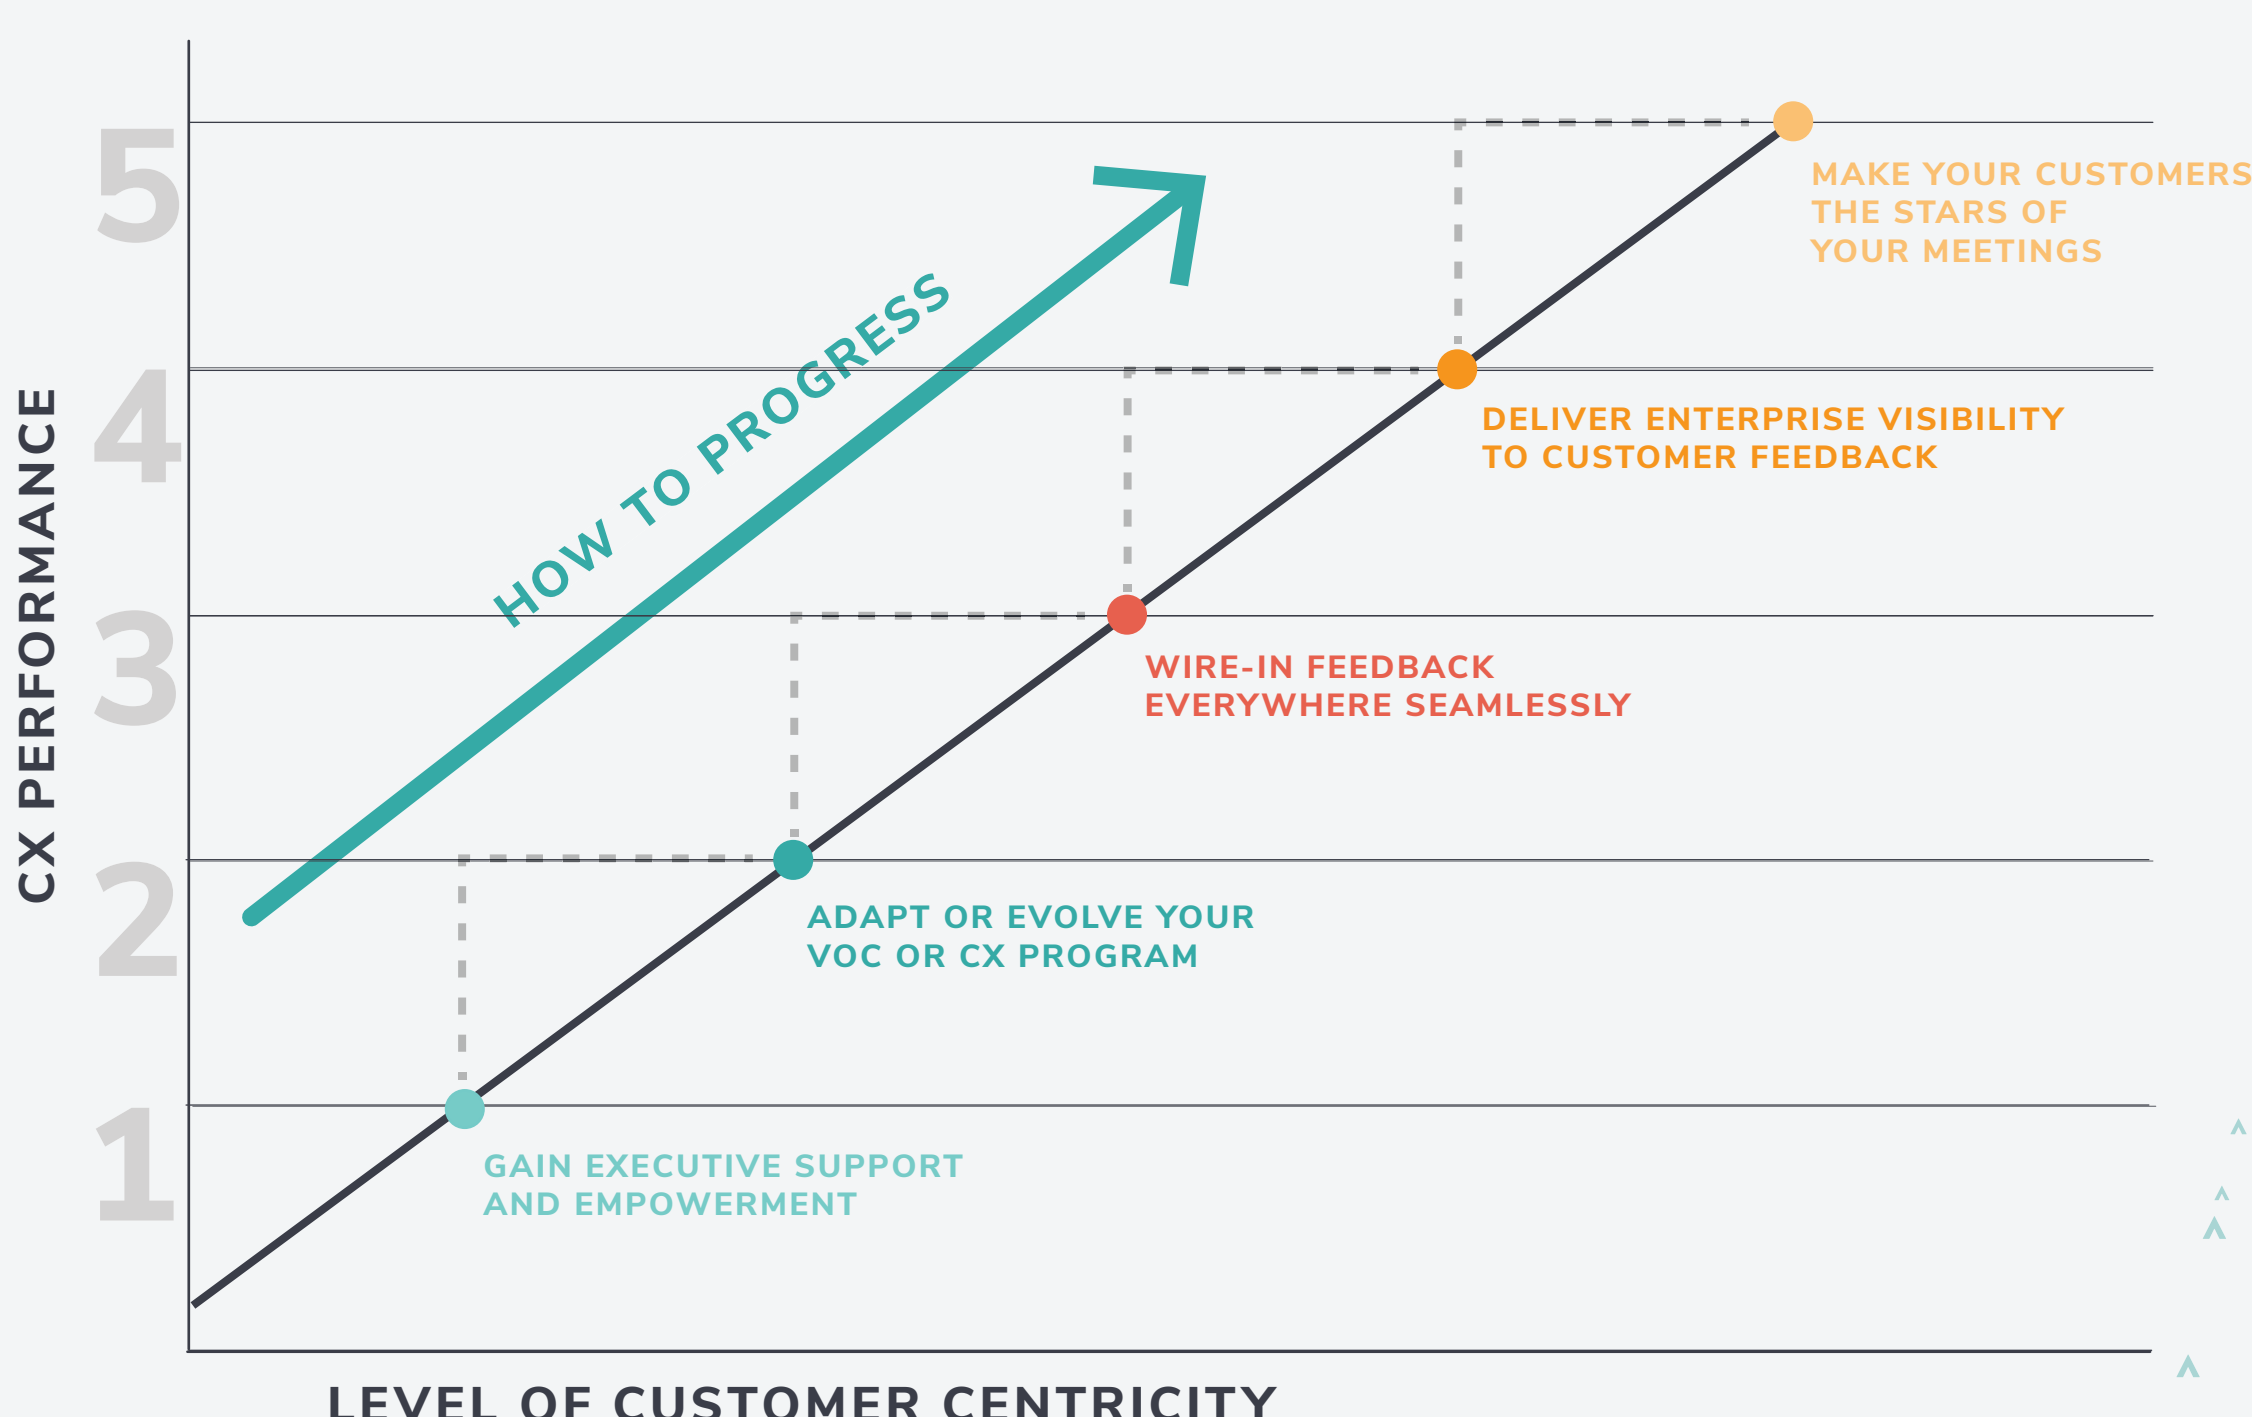 5
MAKE YOUR CUSTOMERS
THE STARS OF
YOUR MEETINGS
HOW TO PROGRESS
4
DELIVER ENTERPRISE VISIBILITY
TO CUSTOMER FEEDBACK
CX PERFORMANCE
3
WIRE-IN FEEDBACK
EVERYWHERE SEAMLESSLY
2
ADAPT OR EVOLVE YOUR
VOC OR CX PROGRAM
1
GAIN EXECUTIVE SUPPORT
AND EMPOWERMENT
LEVEL OF CUSTOMER CENTRICITY